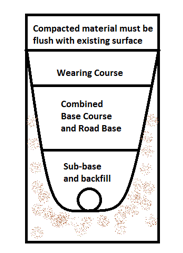 Compacted material must be
flush with existing surface
Wearing Course
Combined
Base Course
and Road Base
Sub-base
and backfill